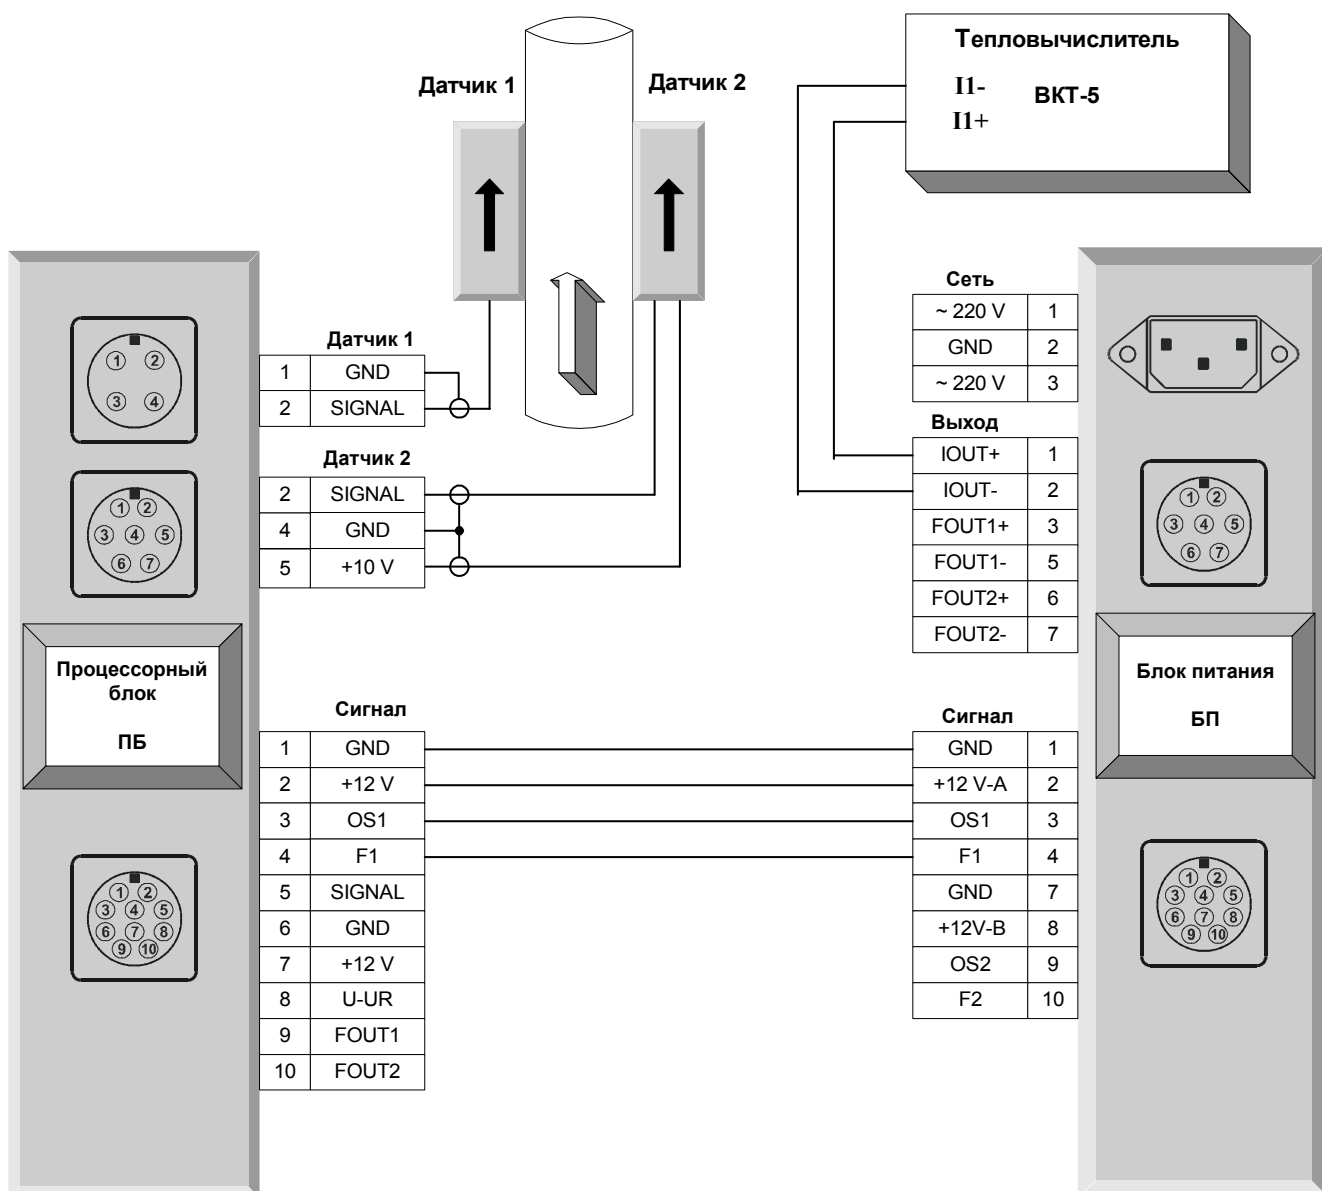 Тепловычислитель
I1-
ВКТ-5
I1+
Датчик 1
Датчик 2
Датчик 1
1 GND
2 SIGNAL
Датчик 2
2 SIGNAL
4 GND
5 +10 V
Процессорный
блок
ПБ
Сигнал
1 GND
2 +12 V
3 OS1
4 F1
5 SIGNAL
6 GND
7 +12 V
8 U-UR
9 FOUT1
10 FOUT2
1 2
3 4
1 2
3 4 5
6 7
1 2
3 4 5
6 7 8
9 10
Сеть
~ 220 V 1
GND 2
~ 220 V 3
Выход
IOUT+ 1
IOUT- 2
FOUT1+ 3
FOUT1- 5
FOUT2+ 6
FOUT2- 7
Сигнал
GND 1
+12 V-A 2
OS1 3
F1 4
GND 7
+12V-B 8
OS2 9
F2 10
1 2
3 4 5
6 7
Блок питания
БП
1 2
3 4 5
6 7 8
9 10